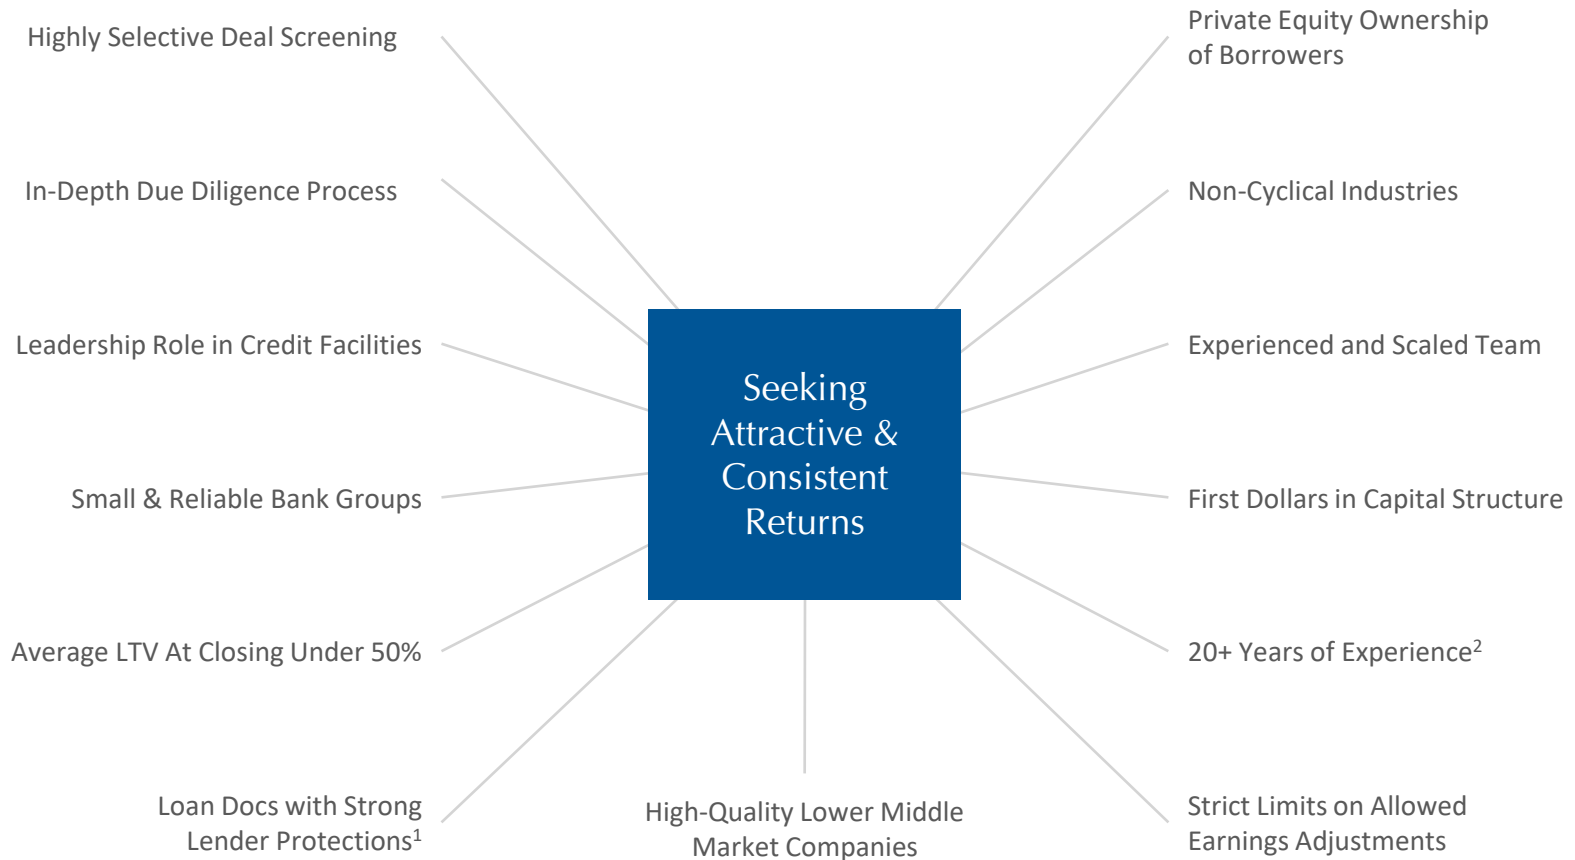 Highly Selective Deal Screening
In-Depth Due Diligence Process
Leadership Role in Credit Facilities
Small & Reliable Bank Groups
Average LTV At Closing Under 50%
Loan Docs with Strong
Lender Protections1
Seeking
Attractive &
Consistent
Returns
High-Quality Lower Middle
Market Companies
Private Equity Ownership
of Borrowers
Non-Cyclical Industries
Experienced and Scaled Team
First Dollars in Capital Structure
20+ Years of Experience2
Strict Limits on Allowed
Earnings Adjustments